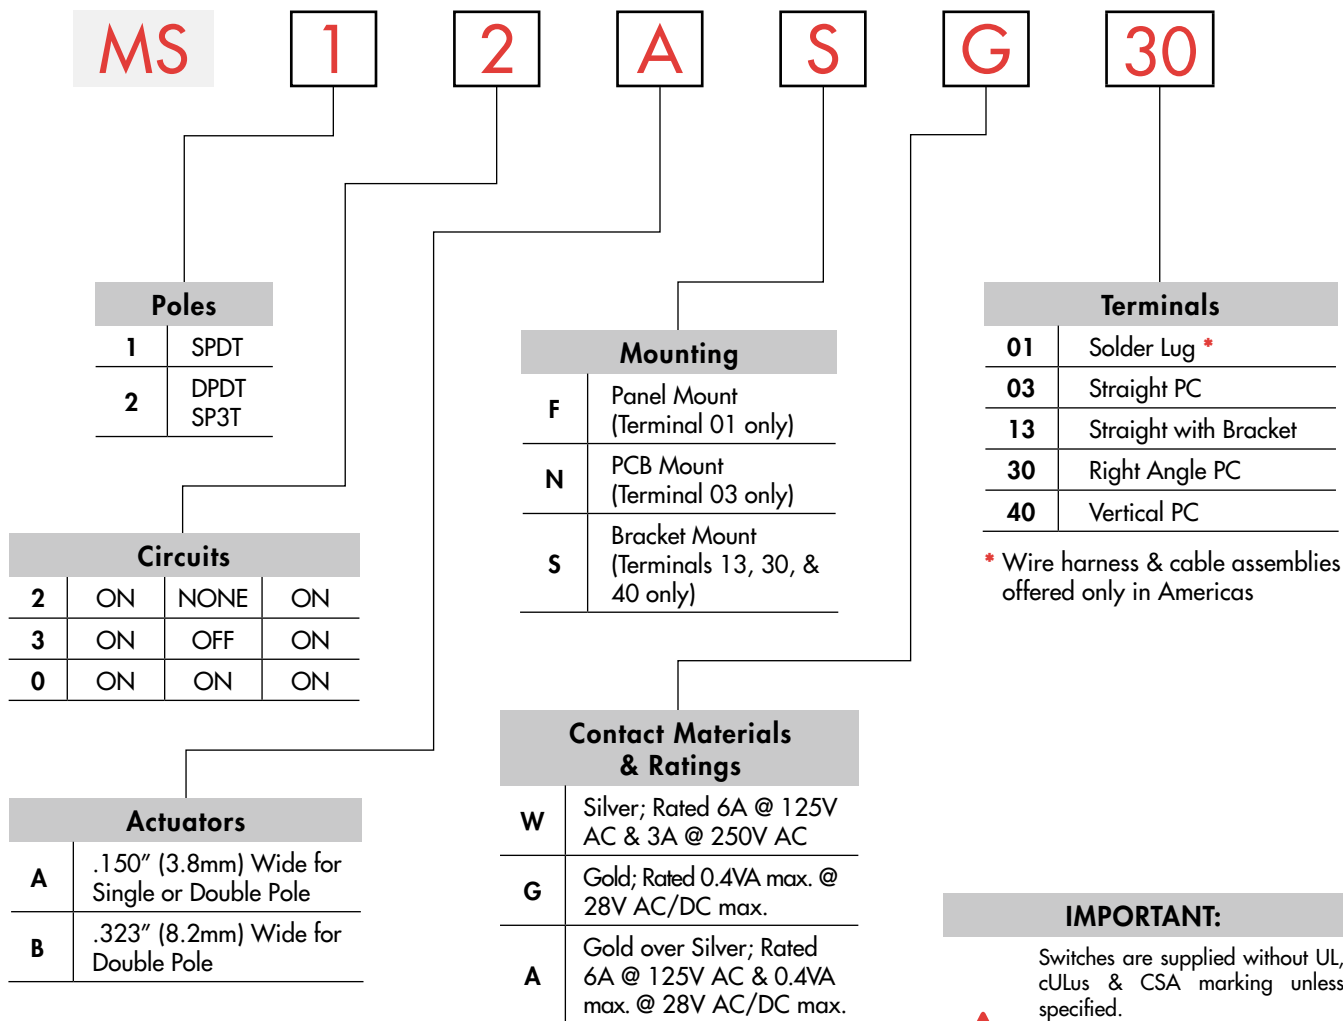 MS 1 2 A S G 30
Poles
1 SPDT
2 DPDT
SP3T
Circuits
2 ON NONE ON
3 ON OFF ON
0 ON ON ON
Actuators
A .150" (3.8mm) Wide for
Single or Double Pole
B .323" (8.2mm) Wide for
Double Pole
Mounting
F Panel Mount
(Terminal 01 only)
N PCB Mount
(Terminal 03 only)
S Bracket Mount
(Terminals 13, 30, &
40 only)
Contact Materials
& Ratings
W Silver; Rated 6A @ 125V
AC & 3A @ 250V AC
G Gold; Rated 0.4VA max. @
28V AC/DC max.
A Gold over Silver; Rated
6A @ 125V AC & 0.4VA
max. @ 28V AC/DC max.
Terminals
01 Solder Lug *
03 Straight PC
13 Straight with Bracket
30 Right Angle PC
40 Vertical PC
* Wire harness & cable assemblies
offered only in Americas
IMPORTANT:
Switches are supplied without UL,
cULus & CSA marking unless
specified.